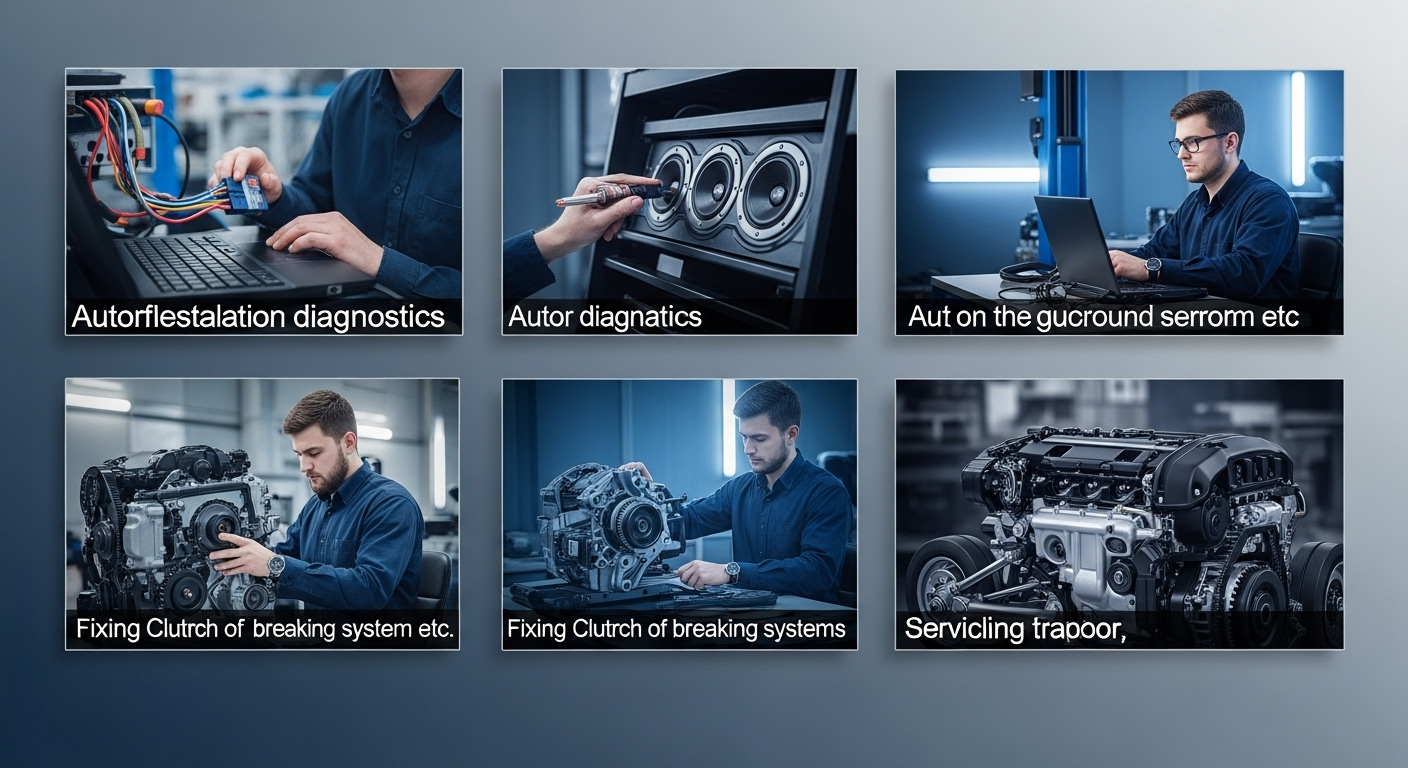 Autorflestalation diagnostics
Autor diagnatics
Aut on the gucround serrorm etc
Fixing Clutrch of breaking system etc.
Fixing Clutrch of breaking systems
Servicling trapoor,